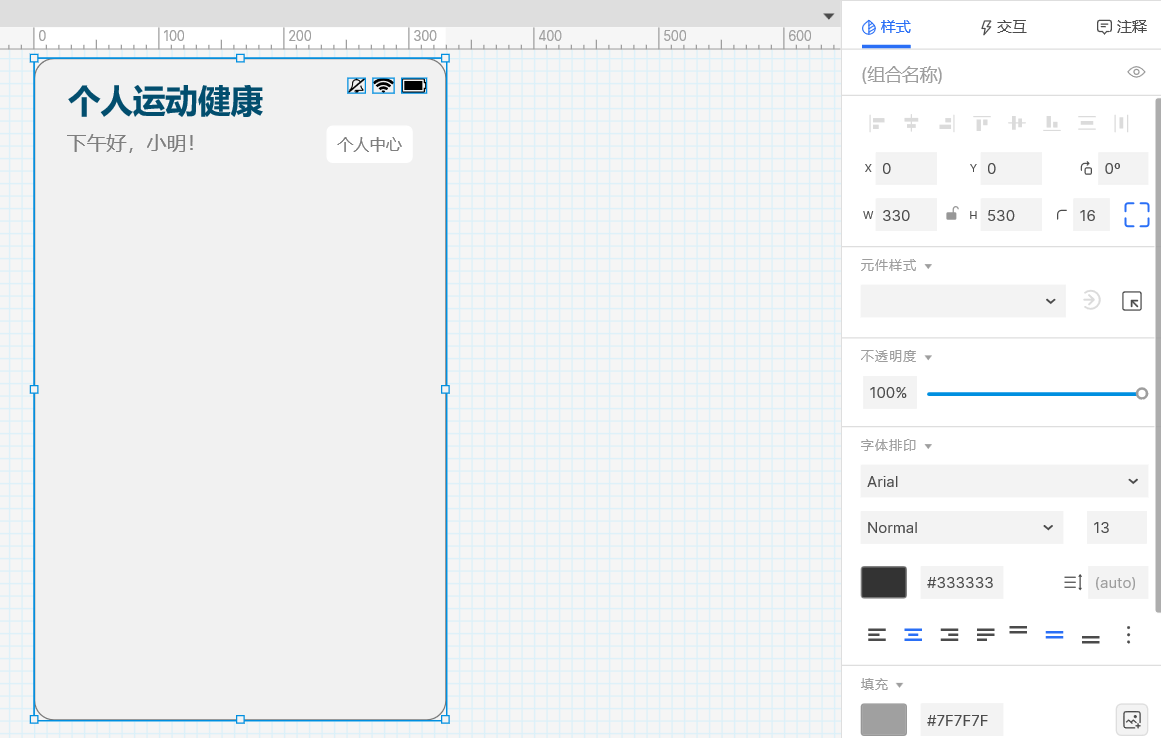 样式 交互 注释
0 100 200 300 400 500 600
(组合名称)
个人运动健康
下午好，小明！
个人中心
X 0 Y 0 0°
W 330 H 530 16
元件样式
不透明度
100%
字体排印
Arial
Normal 13
#333333 (auto)
填充
#7F7F7F